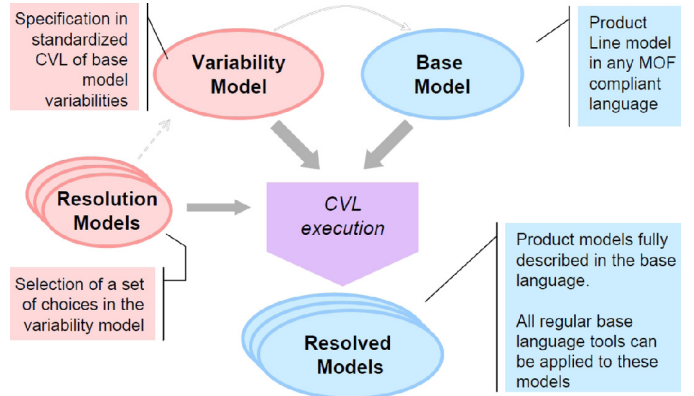 Specification in
standardized
CVL of base
model
variabilities
Variability
Model
Base
Model
Product
Line model
in any MOF
compliant
language
Resolution
Models
CVL
execution
Selection of a set
of choices in the
variability model
Resolved
Models
Product models fully
described in the base
language.
All regular base
language tools can
be applied to these
models